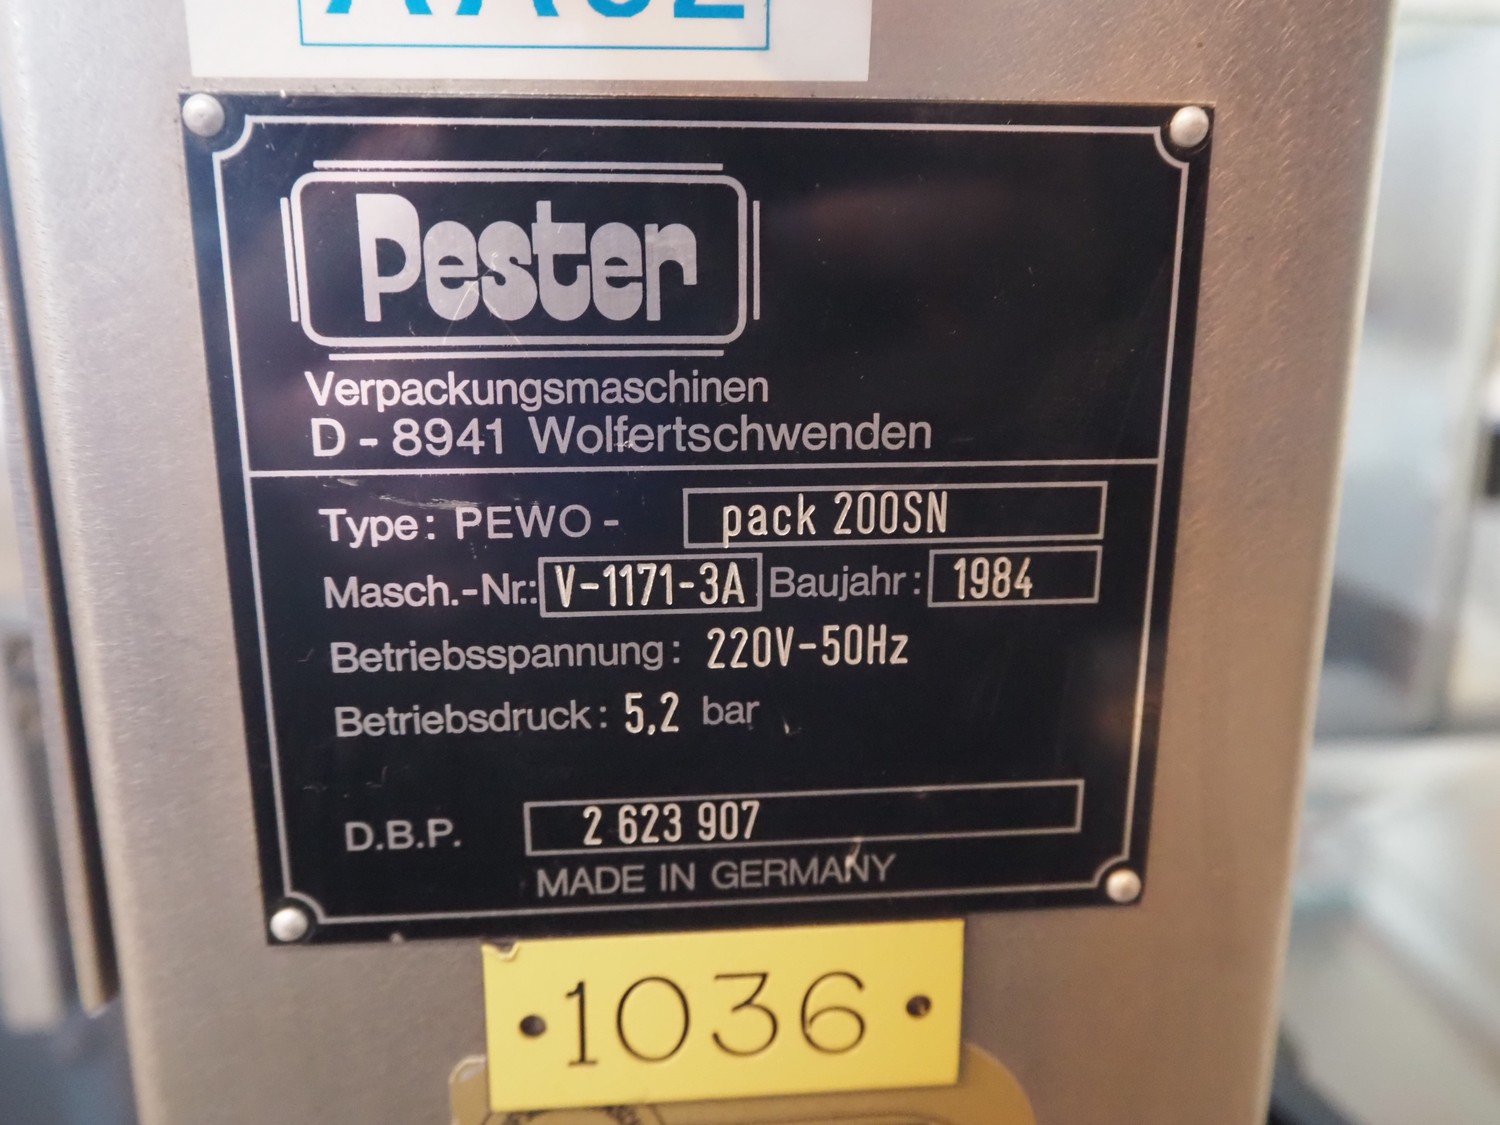 Pester
Verpackungsmaschinen
D - 8941 Wolfertschwenden
Type: PEWO - pack 200SN
Masch.-Nr.: V-1171-3A Baujahr: 1984
Betriebsspannung: 220V-50Hz
Betriebsdruck: 5,2 bar
D.B.P. 2 623 907
MADE IN GERMANY
·1036·